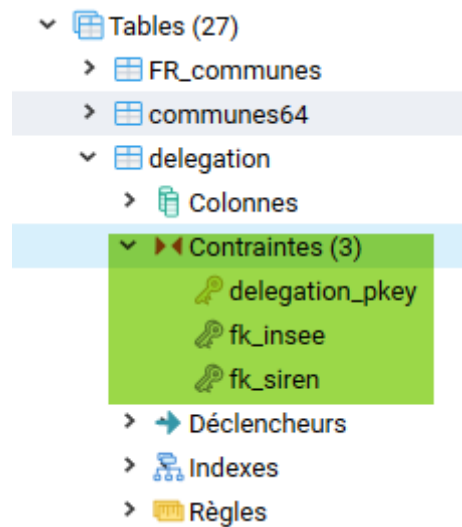 Tables (27)
FR_communes
communes64
delegation
Colonnes
Contraintes (3)
delegation_pkey
fk_insee
fk_siren
Déclencheurs
Indexes
Règles